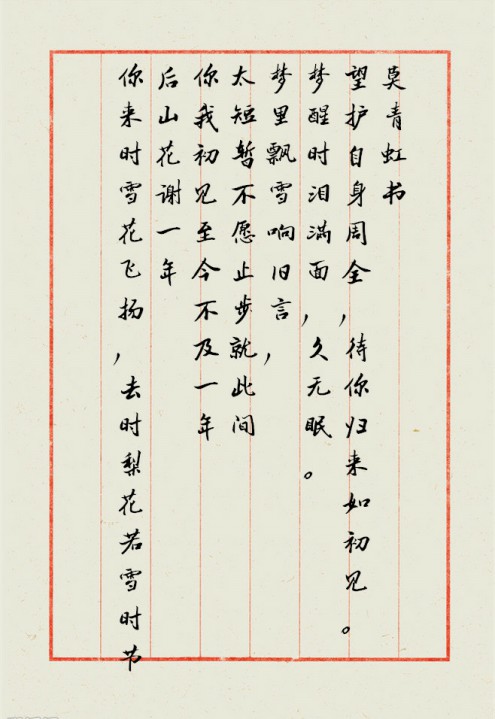 你来时雪花飞扬,去时梨花若雪时节
后山花谢一年
你我初见至今不及一年
太短暂不愿止步就此间
梦里飘雪响旧言,
梦醒时泪满面,久无眠。
望护自身周全,待你归来如初见。
莫青虹书